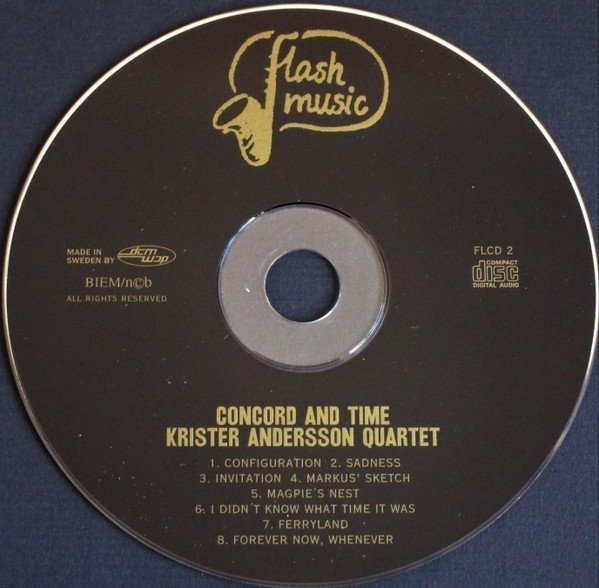 flash
music
MADE IN
SWEDEN BY
dcm
BIEM/n©b
ALL RIGHTS RESERVED
FLCD 2
COMPACT
disc
DIGITAL AUDIO
CONCORD AND TIME
KRISTER ANDERSSON QUARTET
1. CONFIGURATION 2. SADNESS
3. INVITATION 4. MARKUS' SKETCH
5. MAGPIE´S NEST
6. I DIDN´T KNOW WHAT TIME IT WAS
7. FERRYLAND
8. FOREVER NOW, WHENEVER